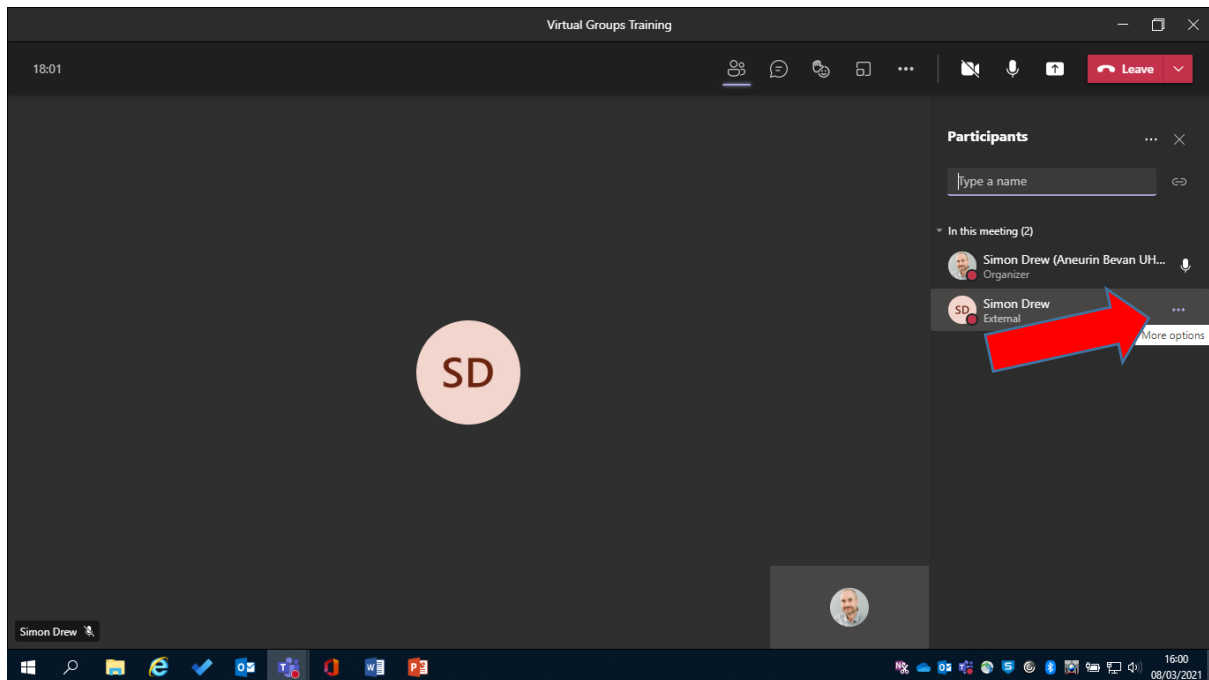 Virtual Groups Training
18:01
Leave
Participants
Type a name
In this meeting (2)
Simon Drew (Aneurin Bevan UH...
Organizer
SD
Simon Drew
External
More options
SD
Simon Drew
16:00
08/03/2021